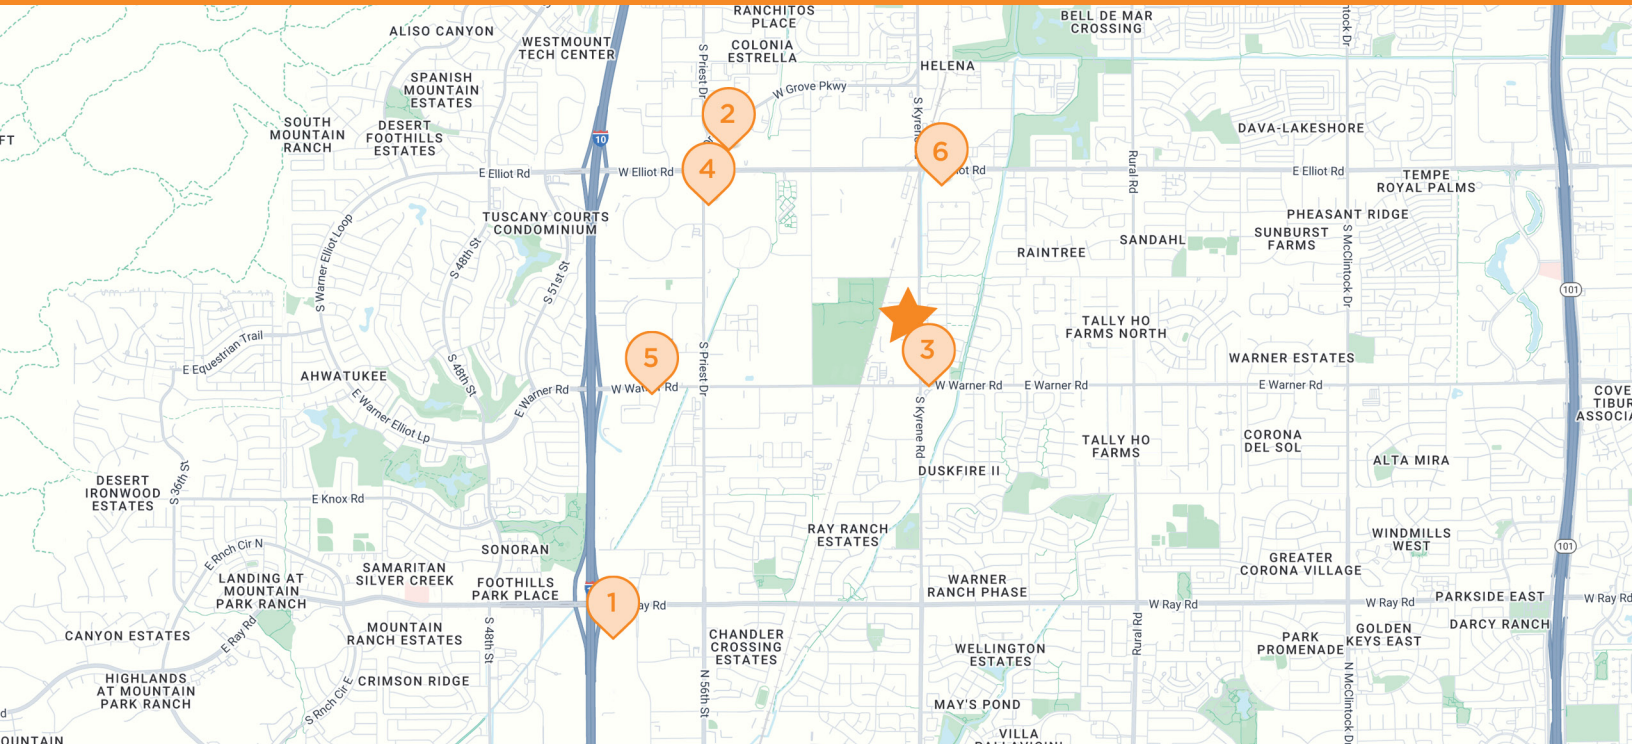 RANCHITOS
PLACE
BELL DE MAR
CROSSING
ALISO CANYON
WESTMOUNT
TECH CENTER
COLONIA
ESTRELLA
S Priest Dr
HELENA
SPANISH
MOUNTAIN
ESTATES
W Grove Pkwy
2
S Kyrene
SOUTH
MOUNTAIN
RANCH
DESERT
FOOTHILLS
ESTATES
10
DAVA-LAKESHORE
6
4
E Elliot Rd
W Elliot Rd
Rural Rd
E Elliot Rd
TEMPE
ROYAL PALMS
TUSCANY COURTS
CONDOMINIUM
PHEASANT RIDGE
S Warner Elliot Loop
S 48th St
S 51st St
RAINTREE
SANDAHL
SUNBURST
FARMS
S McClintock Dr
101
TALLY HO
FARMS NORTH
E Equestrian Trail
5
3
S Priest Dr
WARNER ESTATES
AHWATUKEE
S 48th St
E Warner Rd
W Warner Rd
E Warner Rd
E Warner Rd
E Warner Elliot Lp
S Kyrene Rd
TALLY HO
FARMS
CORONA
DEL SOL
ALTA MIRA
DUSKFIRE II
DESERT
IRONWOOD
ESTATES
S 36th St
E Knox Rd
RAY RANCH
ESTATES
WINDMILLS
WEST
101
E Rnch Cir N
SONORAN
GREATER
CORONA VILLAGE
LANDING AT
MOUNTAIN
PARK RANCH
SAMARITAN
SILVER CREEK
FOOTHILLS
PARK PLACE
WARNER
RANCH PHASE
1
W Ray Rd
W Ray Rd
PARKSIDE EAST
W Ray Rd
CANYON ESTATES
E Ray Rd
MOUNTAIN
RANCH ESTATES
S 48th St
CHANDLER
CROSSING
ESTATES
WELLINGTON
ESTATES
Rural Rd
PARK
PROMENADE
GOLDEN
KEYS EAST
DARCY RANCH
HIGHLANDS
AT MOUNTAIN
PARK RANCH
CRIMSON RIDGE
S Rnch Cir E
N 56th St
MAY'S POND
N McClintock Dr
VILLA